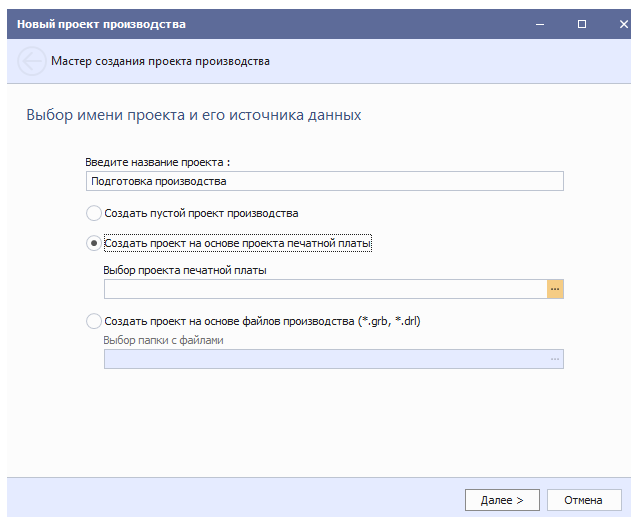 Новый проект производства
Мастер создания проекта производства
Выбор имени проекта и его источника данных
Введите название проекта :
Подготовка производства
Создать пустой проект производства
Создать проект на основе проекта печатной платы
Выбор проекта печатной платы
...
Создать проект на основе файлов производства (*.grb, *.drl)
Выбор папки с файлами
...
Далее > Отмена